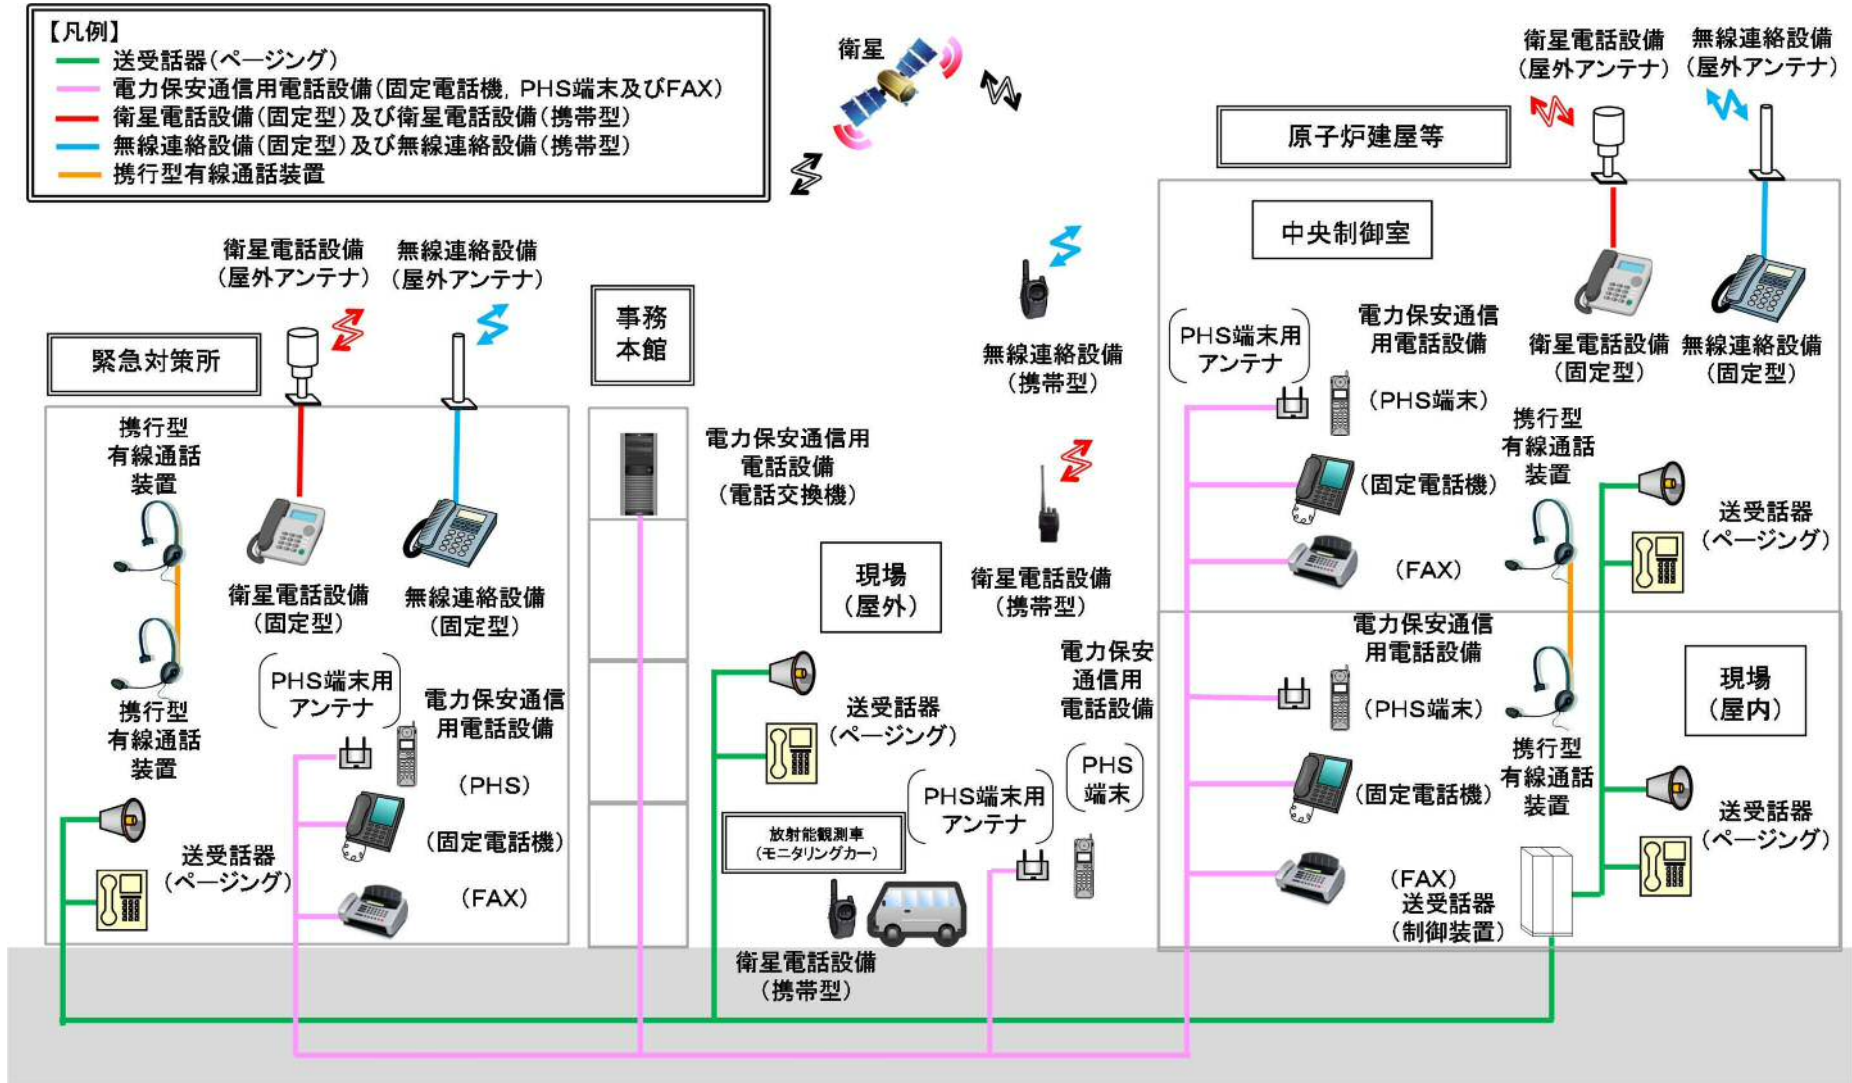 【凡例】
送受話器(ページング)
電力保安通信用電話設備(固定電話機, PHS端末及びFAX)
衛星電話設備(固定型)及び衛星電話設備(携帯型)
無線連絡設備(固定型)及び無線連絡設備(携帯型)
携行型有線通話装置
衛星
衛星電話設備
(屋外アンテナ)
無線連絡設備
(屋外アンテナ)
原子炉建屋等
中央制御室
衛星電話設備
(屋外アンテナ)
無線連絡設備
(屋外アンテナ)
緊急対策所
事務
本館
無線連絡設備
(携帯型)
PHS端末用
アンテナ
電力保安通信
用電話設備
(PHS端末)
衛星電話設備
(固定型)
無線連絡設備
(固定型)
携行型
有線通話
装置
電力保安通信用
電話設備
(電話交換機)
(固定電話機)
携行型
有線通話
装置
送受話器
(ページング)
(FAX)
現場
(屋外)
衛星電話設備
(携帯型)
衛星電話設備
(固定型)
無線連絡設備
(固定型)
電力保安通信
用電話設備
(PHS端末)
現場
(屋内)
PHS端末用
アンテナ
電力保安通信
用電話設備
携行型
有線通話
装置
送受話器
(ページング)
電力保安
通信用
電話設備
携行型
有線通話
装置
(PHS)
(固定電話機)
(FAX)
送受話器
(ページング)
PHS端末用
アンテナ
PHS
端末
放射能観測車
(モニタリングカー)
(固定電話機)
送受話器
(ページング)
(FAX)
送受話器
(制御装置)
衛星電話設備
(携帯型)